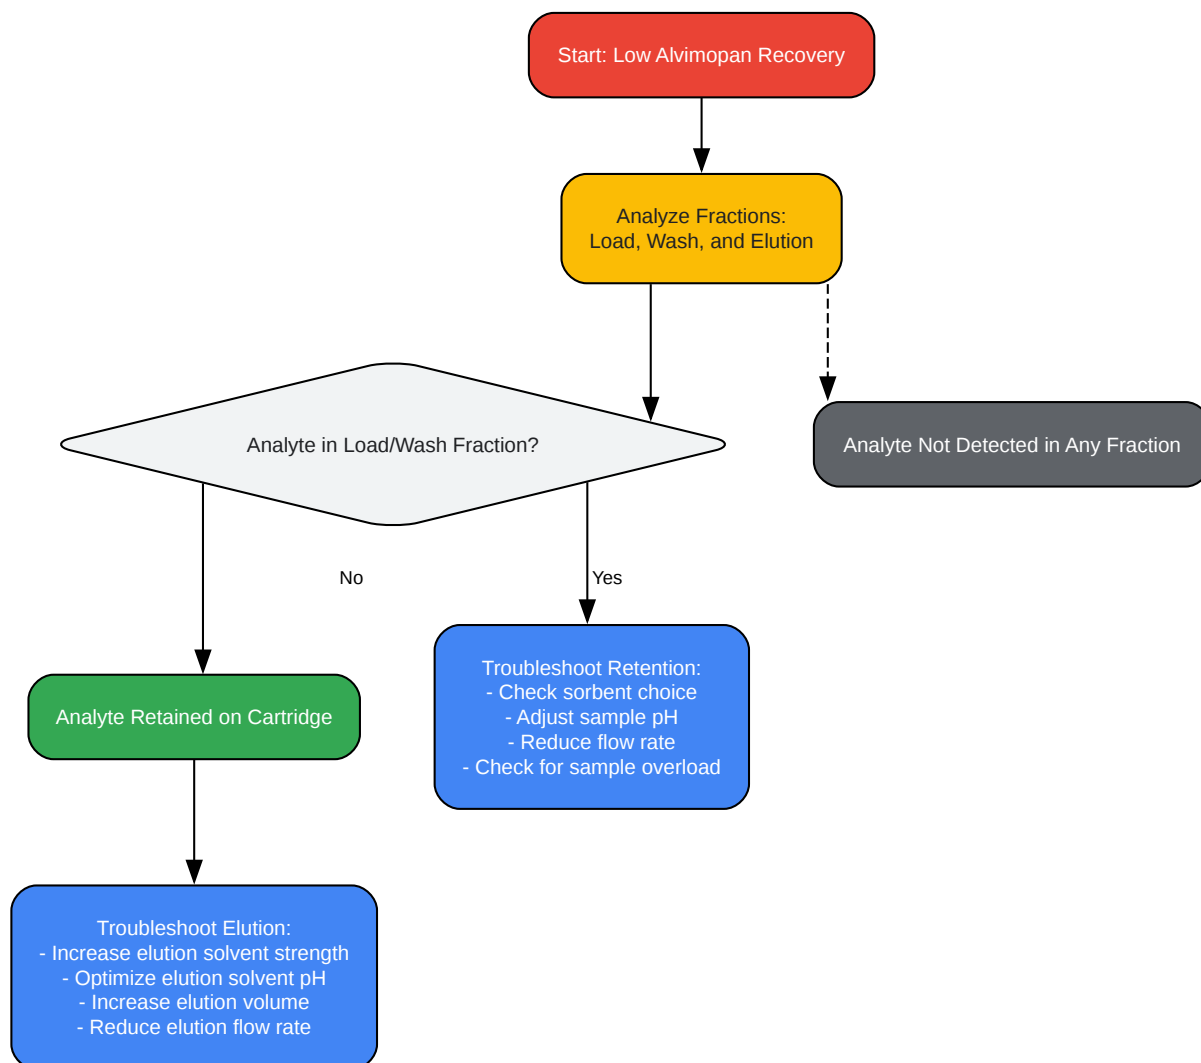 Start: Low Alvimopan Recovery
Analyze Fractions:
Load, Wash, and Elution
Analyte in Load/Wash Fraction?
Analyte Not Detected in Any Fraction
No
Yes
Troubleshoot Retention:
- Check sorbent choice
- Adjust sample pH
- Reduce flow rate
- Check for sample overload
Analyte Retained on Cartridge
Troubleshoot Elution:
- Increase elution solvent strength
- Optimize elution solvent pH
- Increase elution volume
- Reduce elution flow rate